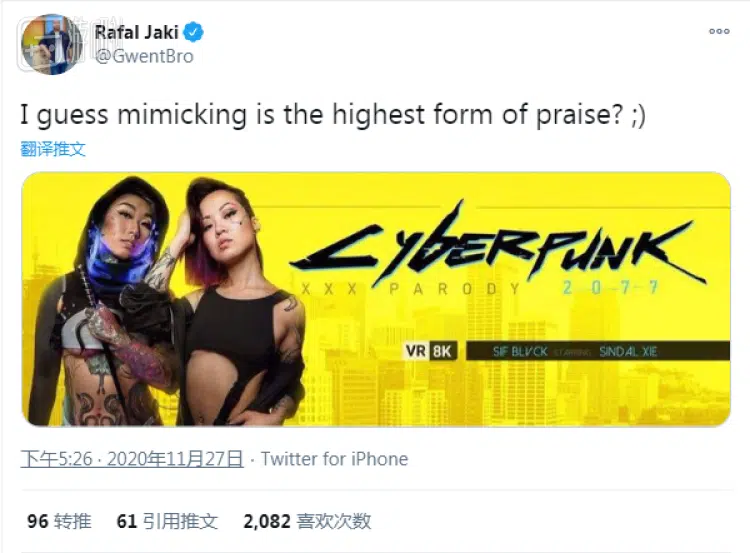 Rafal Jaki
@GwentBro
I guess mimicking is the highest form of praise? ;)
翻译推文
CYBERPUNK
XXX PARODY 2077
VR 8K SIF BLVCK STARRING SINDAL XIE
下午5:26 · 2020年11月27日 · Twitter for iPhone
96 转推 61 引用推文 2,082 喜欢次数